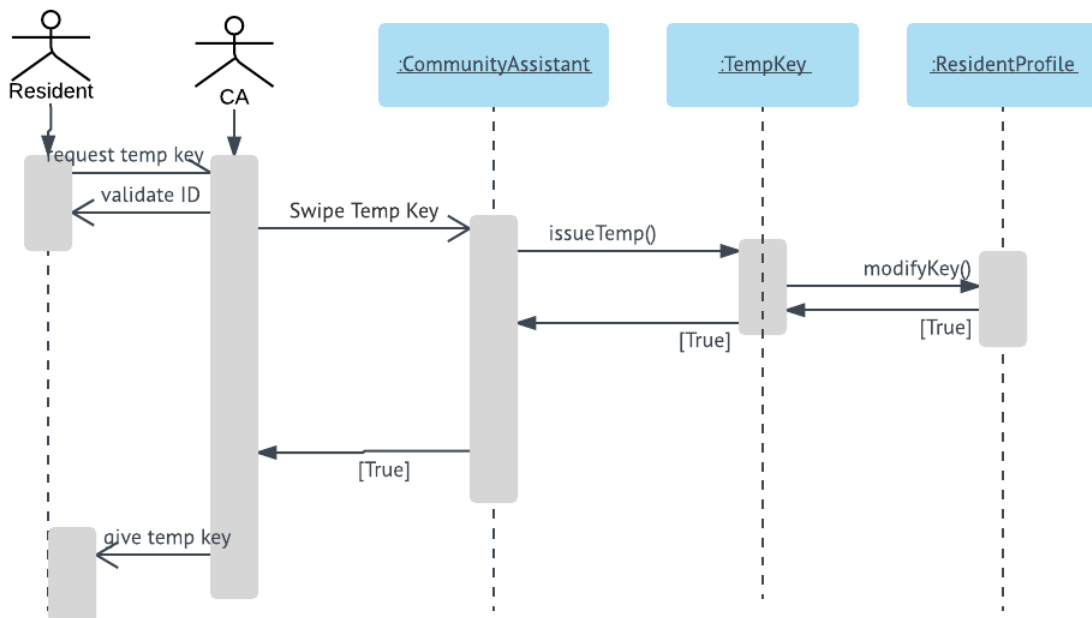 Resident
CA
:CommunityAssistant
:TempKey
:ResidentProfile
request temp key
validate ID
Swipe Temp Key
issueTemp()
modifyKey()
[True]
[True]
[True]
give temp key